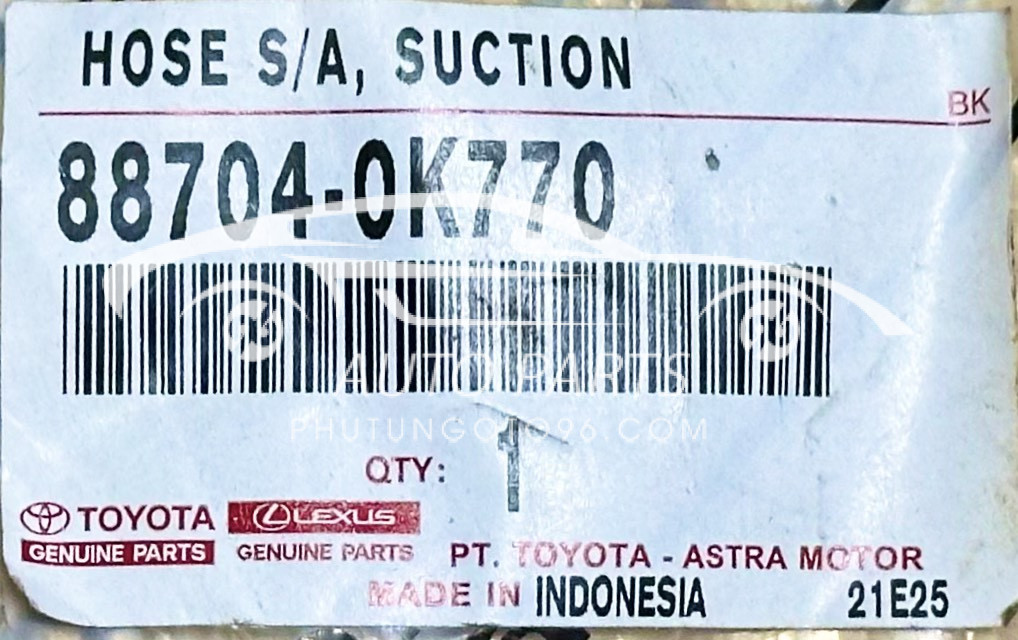 HOSE S/A, SUCTION
BK
88704-0K770
AUTO PARTS
PHUTUNGOTO96.COM
QTY: 1
TOYOTA LEXUS
GENUINE PARTS GENUINE PARTS
PT. TOYOTA - ASTRA MOTOR
MADE IN INDONESIA 21E25